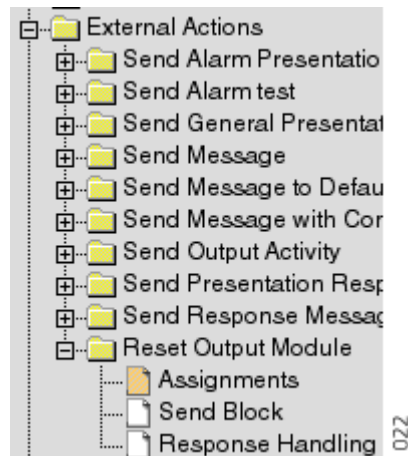 External Actions
Send Alarm Presentatio
Send Alarm test
Send General Presentat
Send Message
Send Message to Defau
Send Message with Cor
Send Output Activity
Send Presentation Resp
Send Response Messag
Reset Output Module
Assignments
Send Block
Response Handling
022